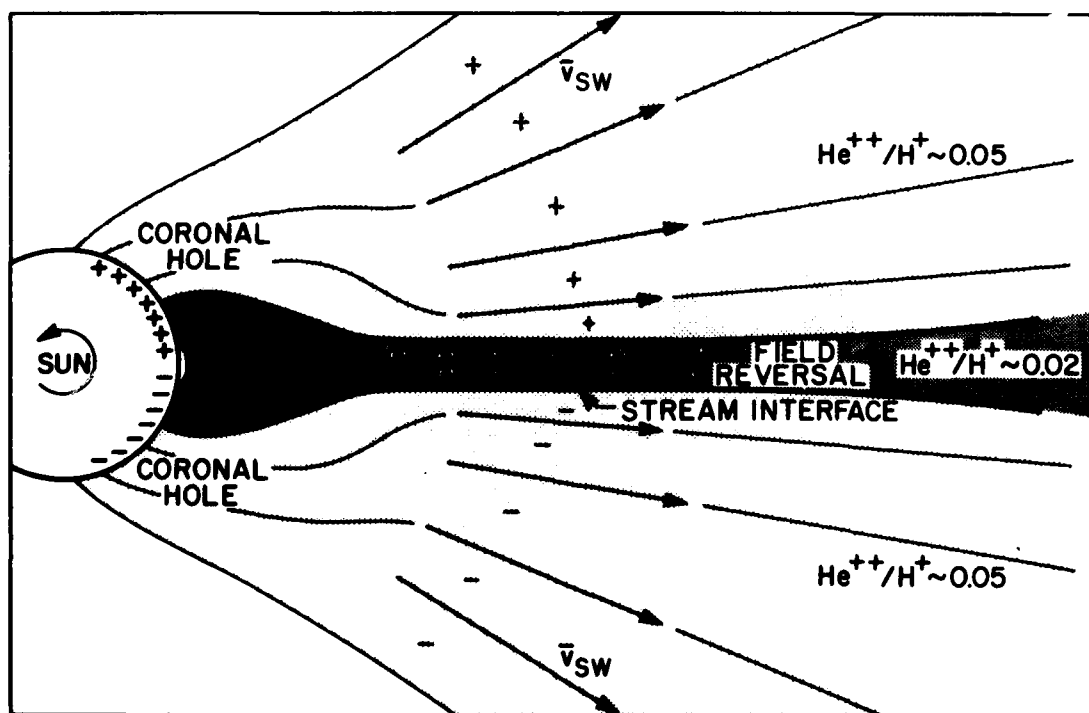 v̄SW
He++/H+~0.05
CORONAL
HOLE
SUN
FIELD
REVERSAL
He++/H+~0.02
STREAM INTERFACE
CORONAL
HOLE
He++/H+~0.05
v̄SW